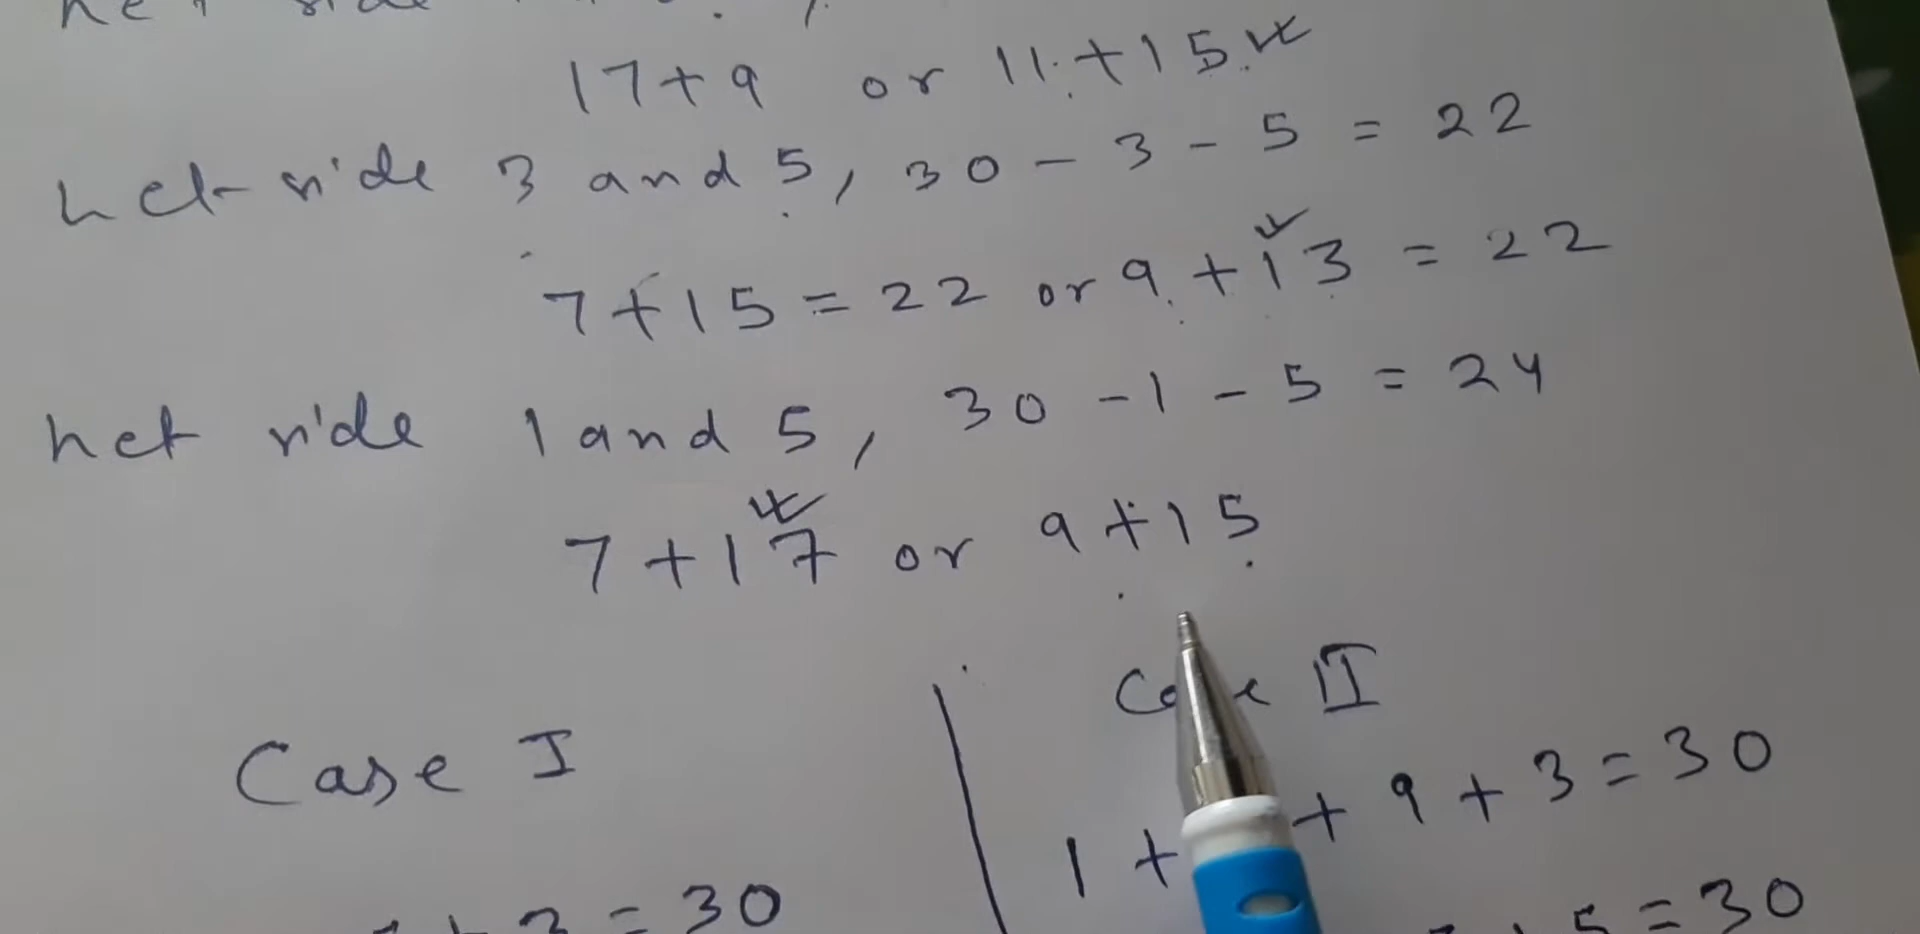 17+9 or 11+15
Let side 3 and 5, 30 - 3 - 5 = 22
7+15=22 or 9+13 = 22
Let side 1 and 5, 30 - 1 - 5 = 24
7+17 or 9+15
Case I
Case II
1 + + 9 + 3 = 30
+ 3 = 30
+ 5 = 30